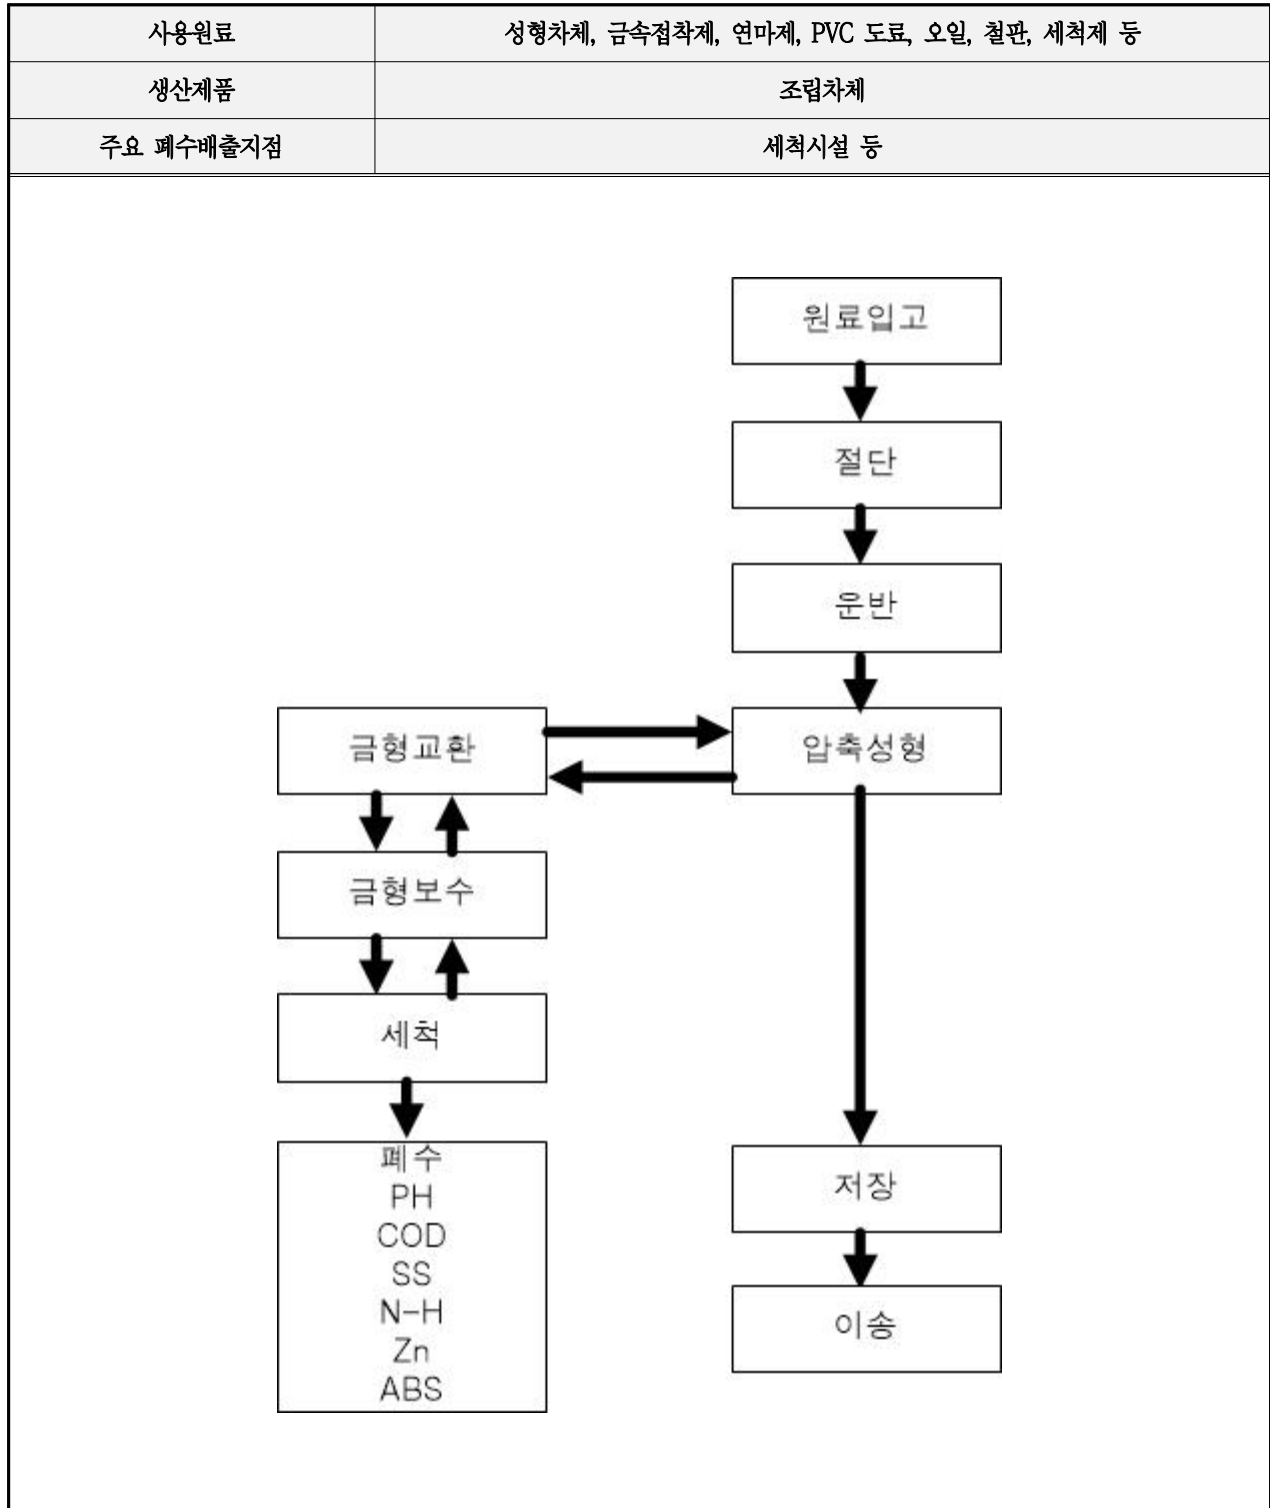 사용원료 성형차체, 금속접착제, 연마제, PVC 도료, 오일, 철판, 세척제 등
생산제품 조립차체
주요 폐수배출지점 세척시설 등
원료입고
절단
운반
금형교환 압축성형
금형보수
세척
폐수
PH
COD
SS
N-H
Zn
ABS
저장
이송